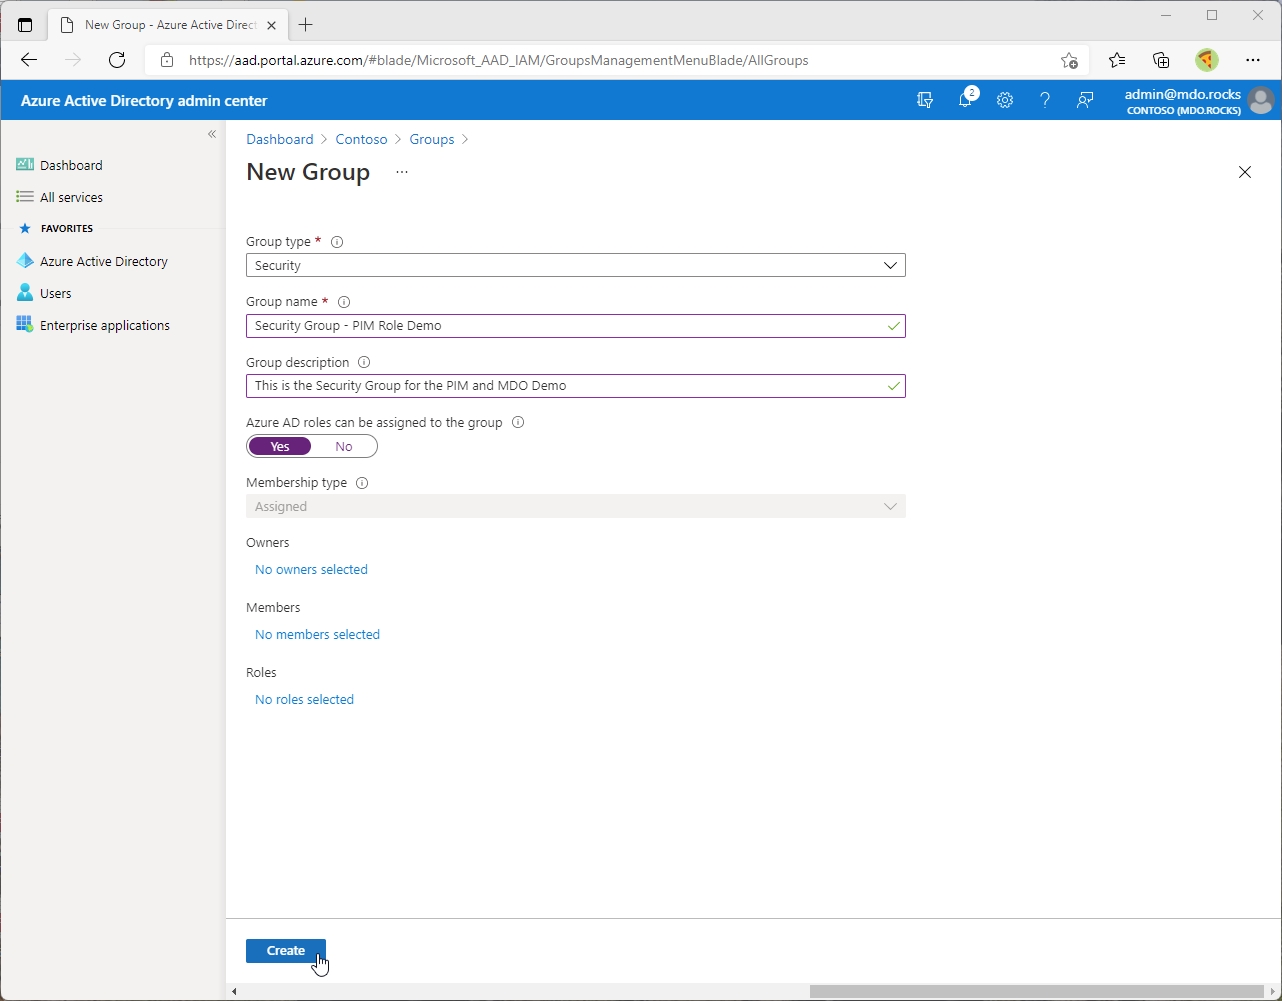 New Group - Azure Active Direct
https://aad.portal.azure.com/#blade/Microsoft_AAD_IAM/GroupsManagementMenuBlade/AllGroups
Azure Active Directory admin center
2
admin@mdo.rocks
CONTOSO (MDO.ROCKS)
Dashboard
All services
FAVORITES
Azure Active Directory
Users
Enterprise applications
Dashboard > Contoso > Groups >
New Group ...
Group type *
Security
Group name *
Security Group - PIM Role Demo
Group description
This is the Security Group for the PIM and MDO Demo
Azure AD roles can be assigned to the group
Yes No
Membership type
Assigned
Owners
No owners selected
Members
No members selected
Roles
No roles selected
Create